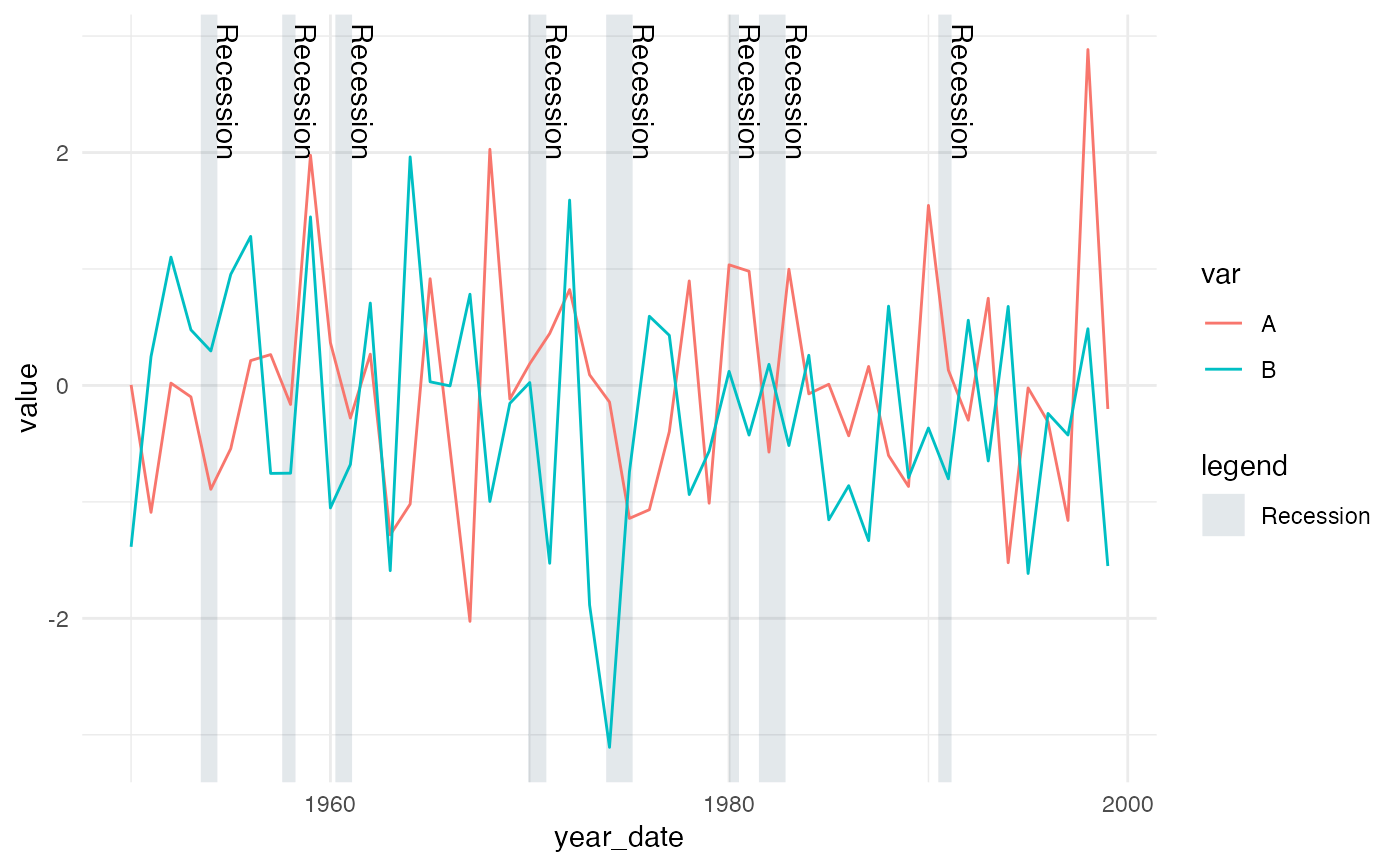 Recession
Recession
Recession
Recession
Recession
Recession
Recession
Recession
2
0
-2
value
1960
1980
2000
year_date
var
A
B
legend
Recession